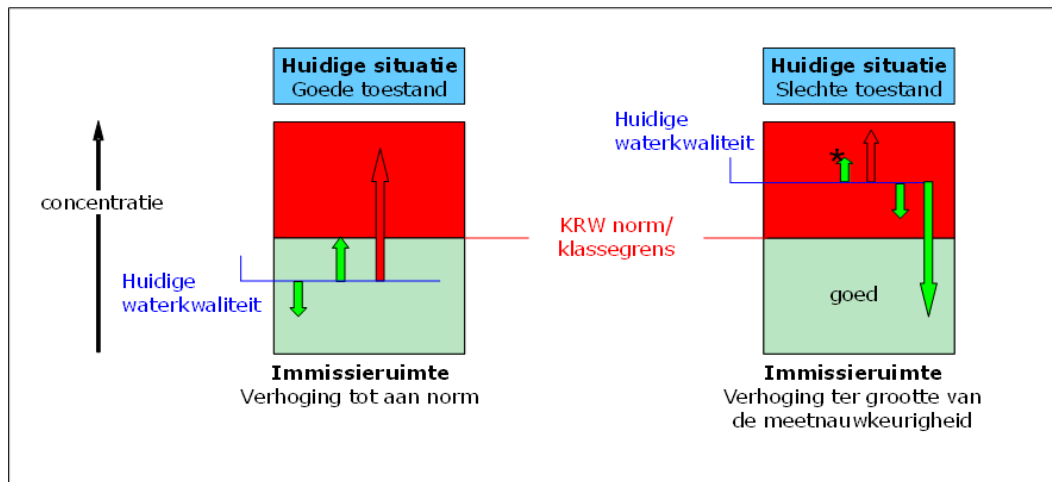 Huidige situatie
Goede toestand
Huidige situatie
Slechte toestand
Huidige
waterkwaliteit
*
concentratie
KRW norm/
klassegrens
Huidige
waterkwaliteit
goed
Immissieruimte
Verhoging tot aan norm
Immissieruimte
Verhoging ter grootte van
de meetnauwkeurigheid